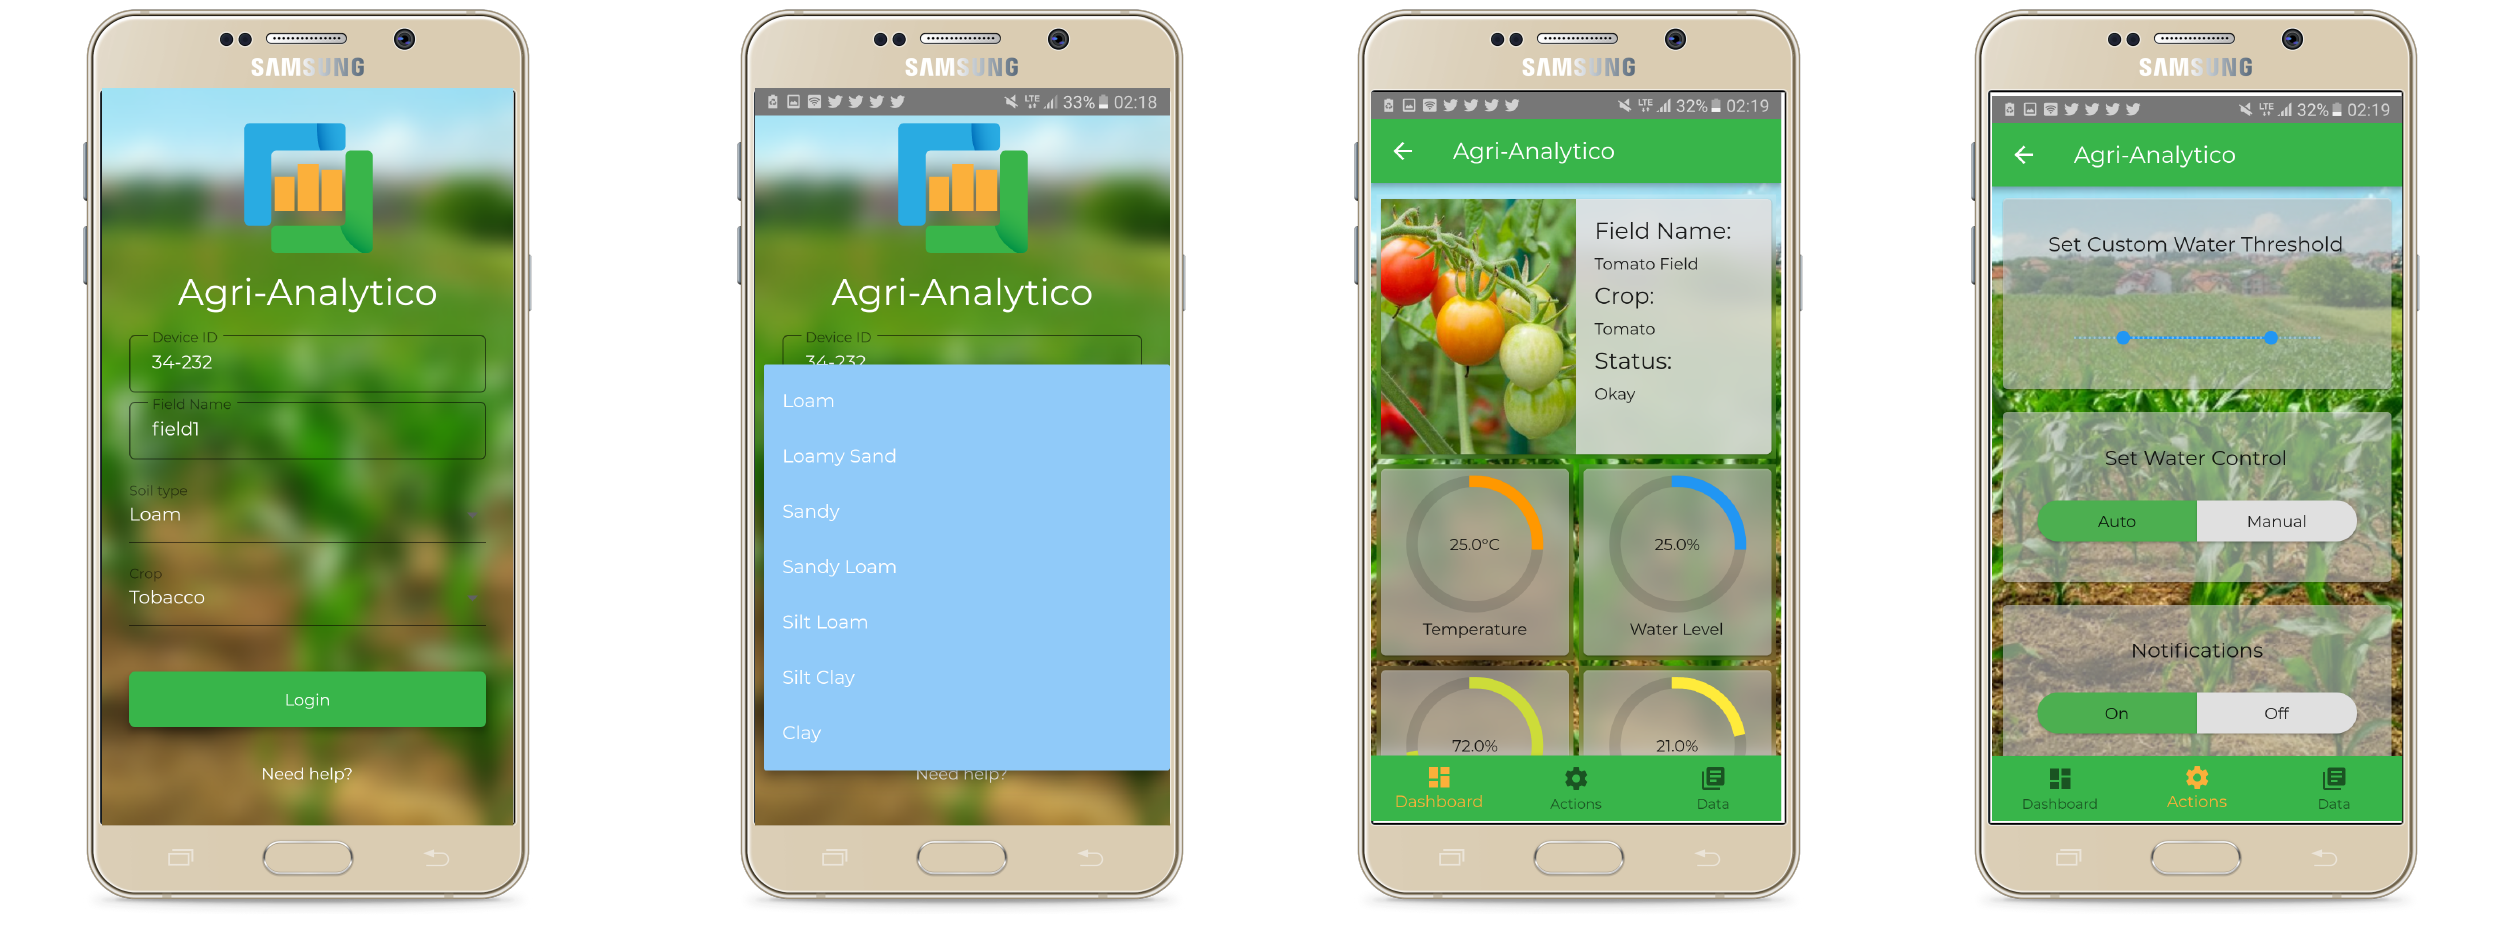 SAMSUNG
Agri-Analytico
Device ID
34-232
Field Name
field1
Soil type
Loam
Crop
Tobacco
Login
Need help?
SAMSUNG
LTE 33% 02:18
Agri-Analytico
Device ID
34-232
Loam
Loamy Sand
Sandy
Sandy Loam
Silt Loam
Silt Clay
Clay
Need help?
SAMSUNG
LTE 32% 02:19
Agri-Analytico
Field Name:
Tomato Field
Crop:
Tomato
Status:
Okay
25.0°C
25.0%
Temperature
Water Level
72.0%
21.0%
Dashboard
Actions
Data
SAMSUNG
LTE 32% 02:19
Agri-Analytico
Set Custom Water Threshold
Set Water Control
Auto
Manual
Notifications
On
Off
Dashboard
Actions
Data